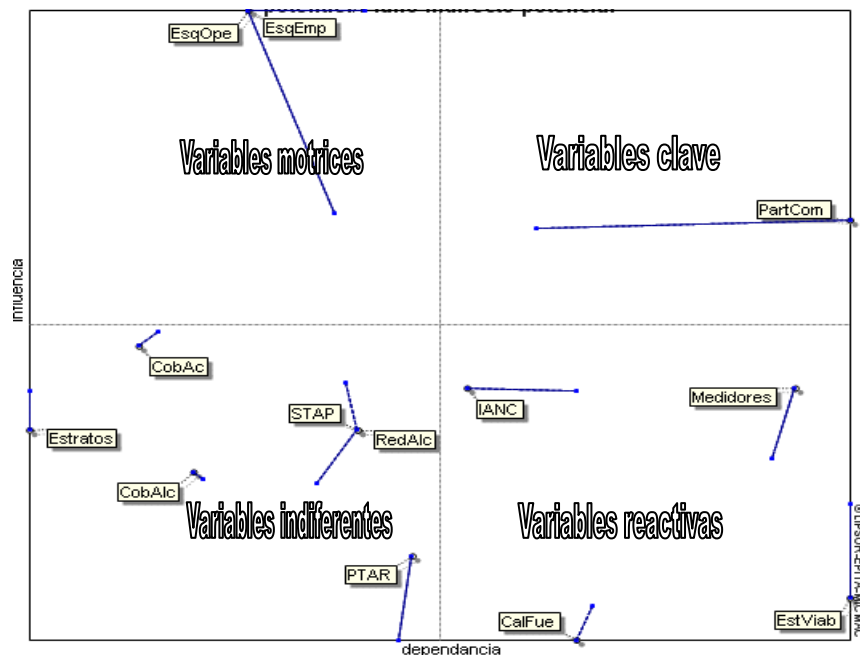 EsqOpe
EsqEmp
Variables motrices
Variables clave
PartCom
influencia
CobAc
STAP
RedAlc
IANC
Medidores
Estratos
CobAlc
Variables indiferentes
Variables reactivas
PTAR
CalFue
EstViab
dependancia